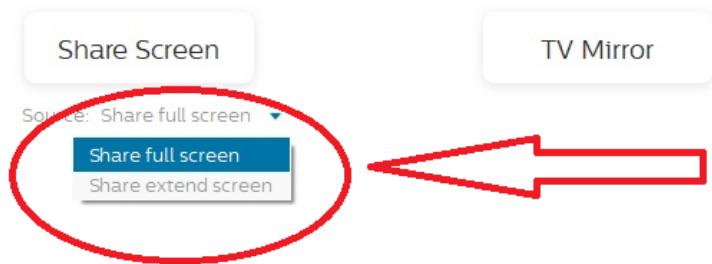 Share Screen
TV Mirror
Source: Share full screen
Share full screen
Share extend screen